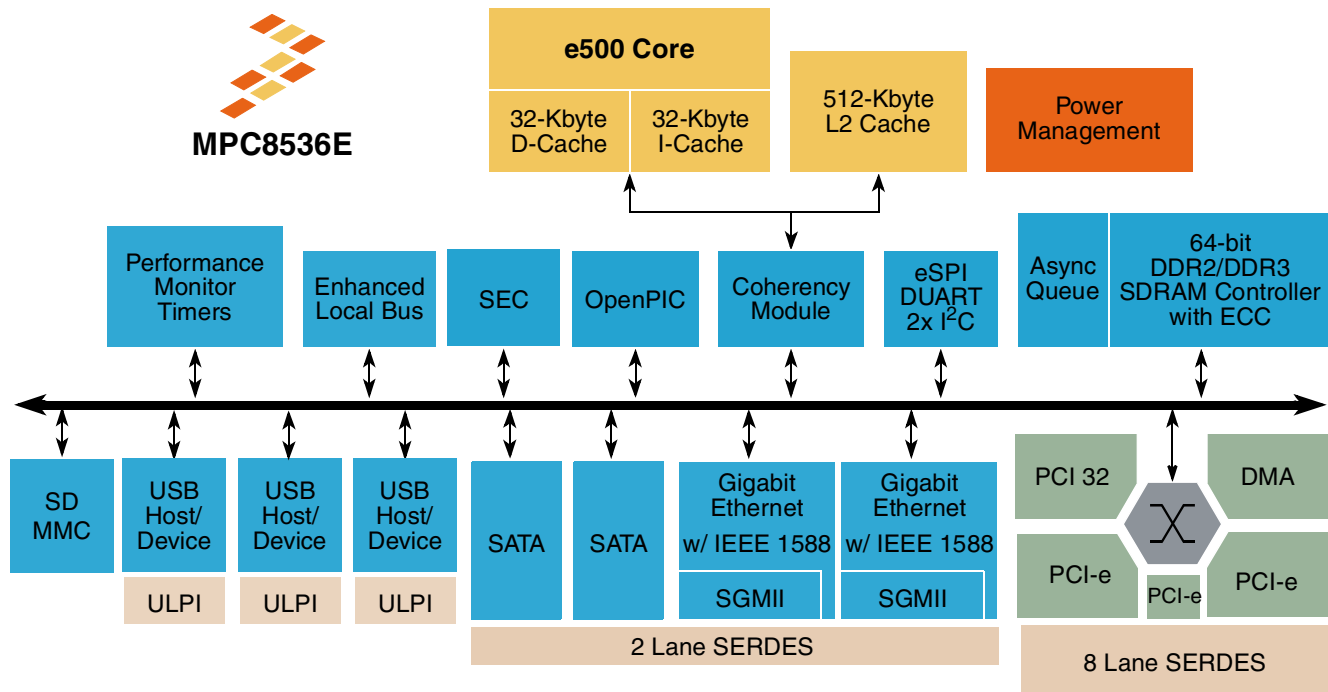 MPC8536E
e500 Core
32-Kbyte
D-Cache
32-Kbyte
I-Cache
512-Kbyte
L2 Cache
Power
Management
Performance
Monitor
Timers
Enhanced
Local Bus
SEC
OpenPIC
Coherency
Module
eSPI
DUART
2x I²C
Async
Queue
64-bit
DDR2/DDR3
SDRAM Controller
with ECC
SD
MMC
USB
Host/
Device
ULPI
USB
Host/
Device
ULPI
USB
Host/
Device
ULPI
SATA
SATA
Gigabit
Ethernet
w/ IEEE 1588
SGMII
Gigabit
Ethernet
w/ IEEE 1588
SGMII
2 Lane SERDES
PCI 32
DMA
PCI-e
PCI-e
PCI-e
8 Lane SERDES